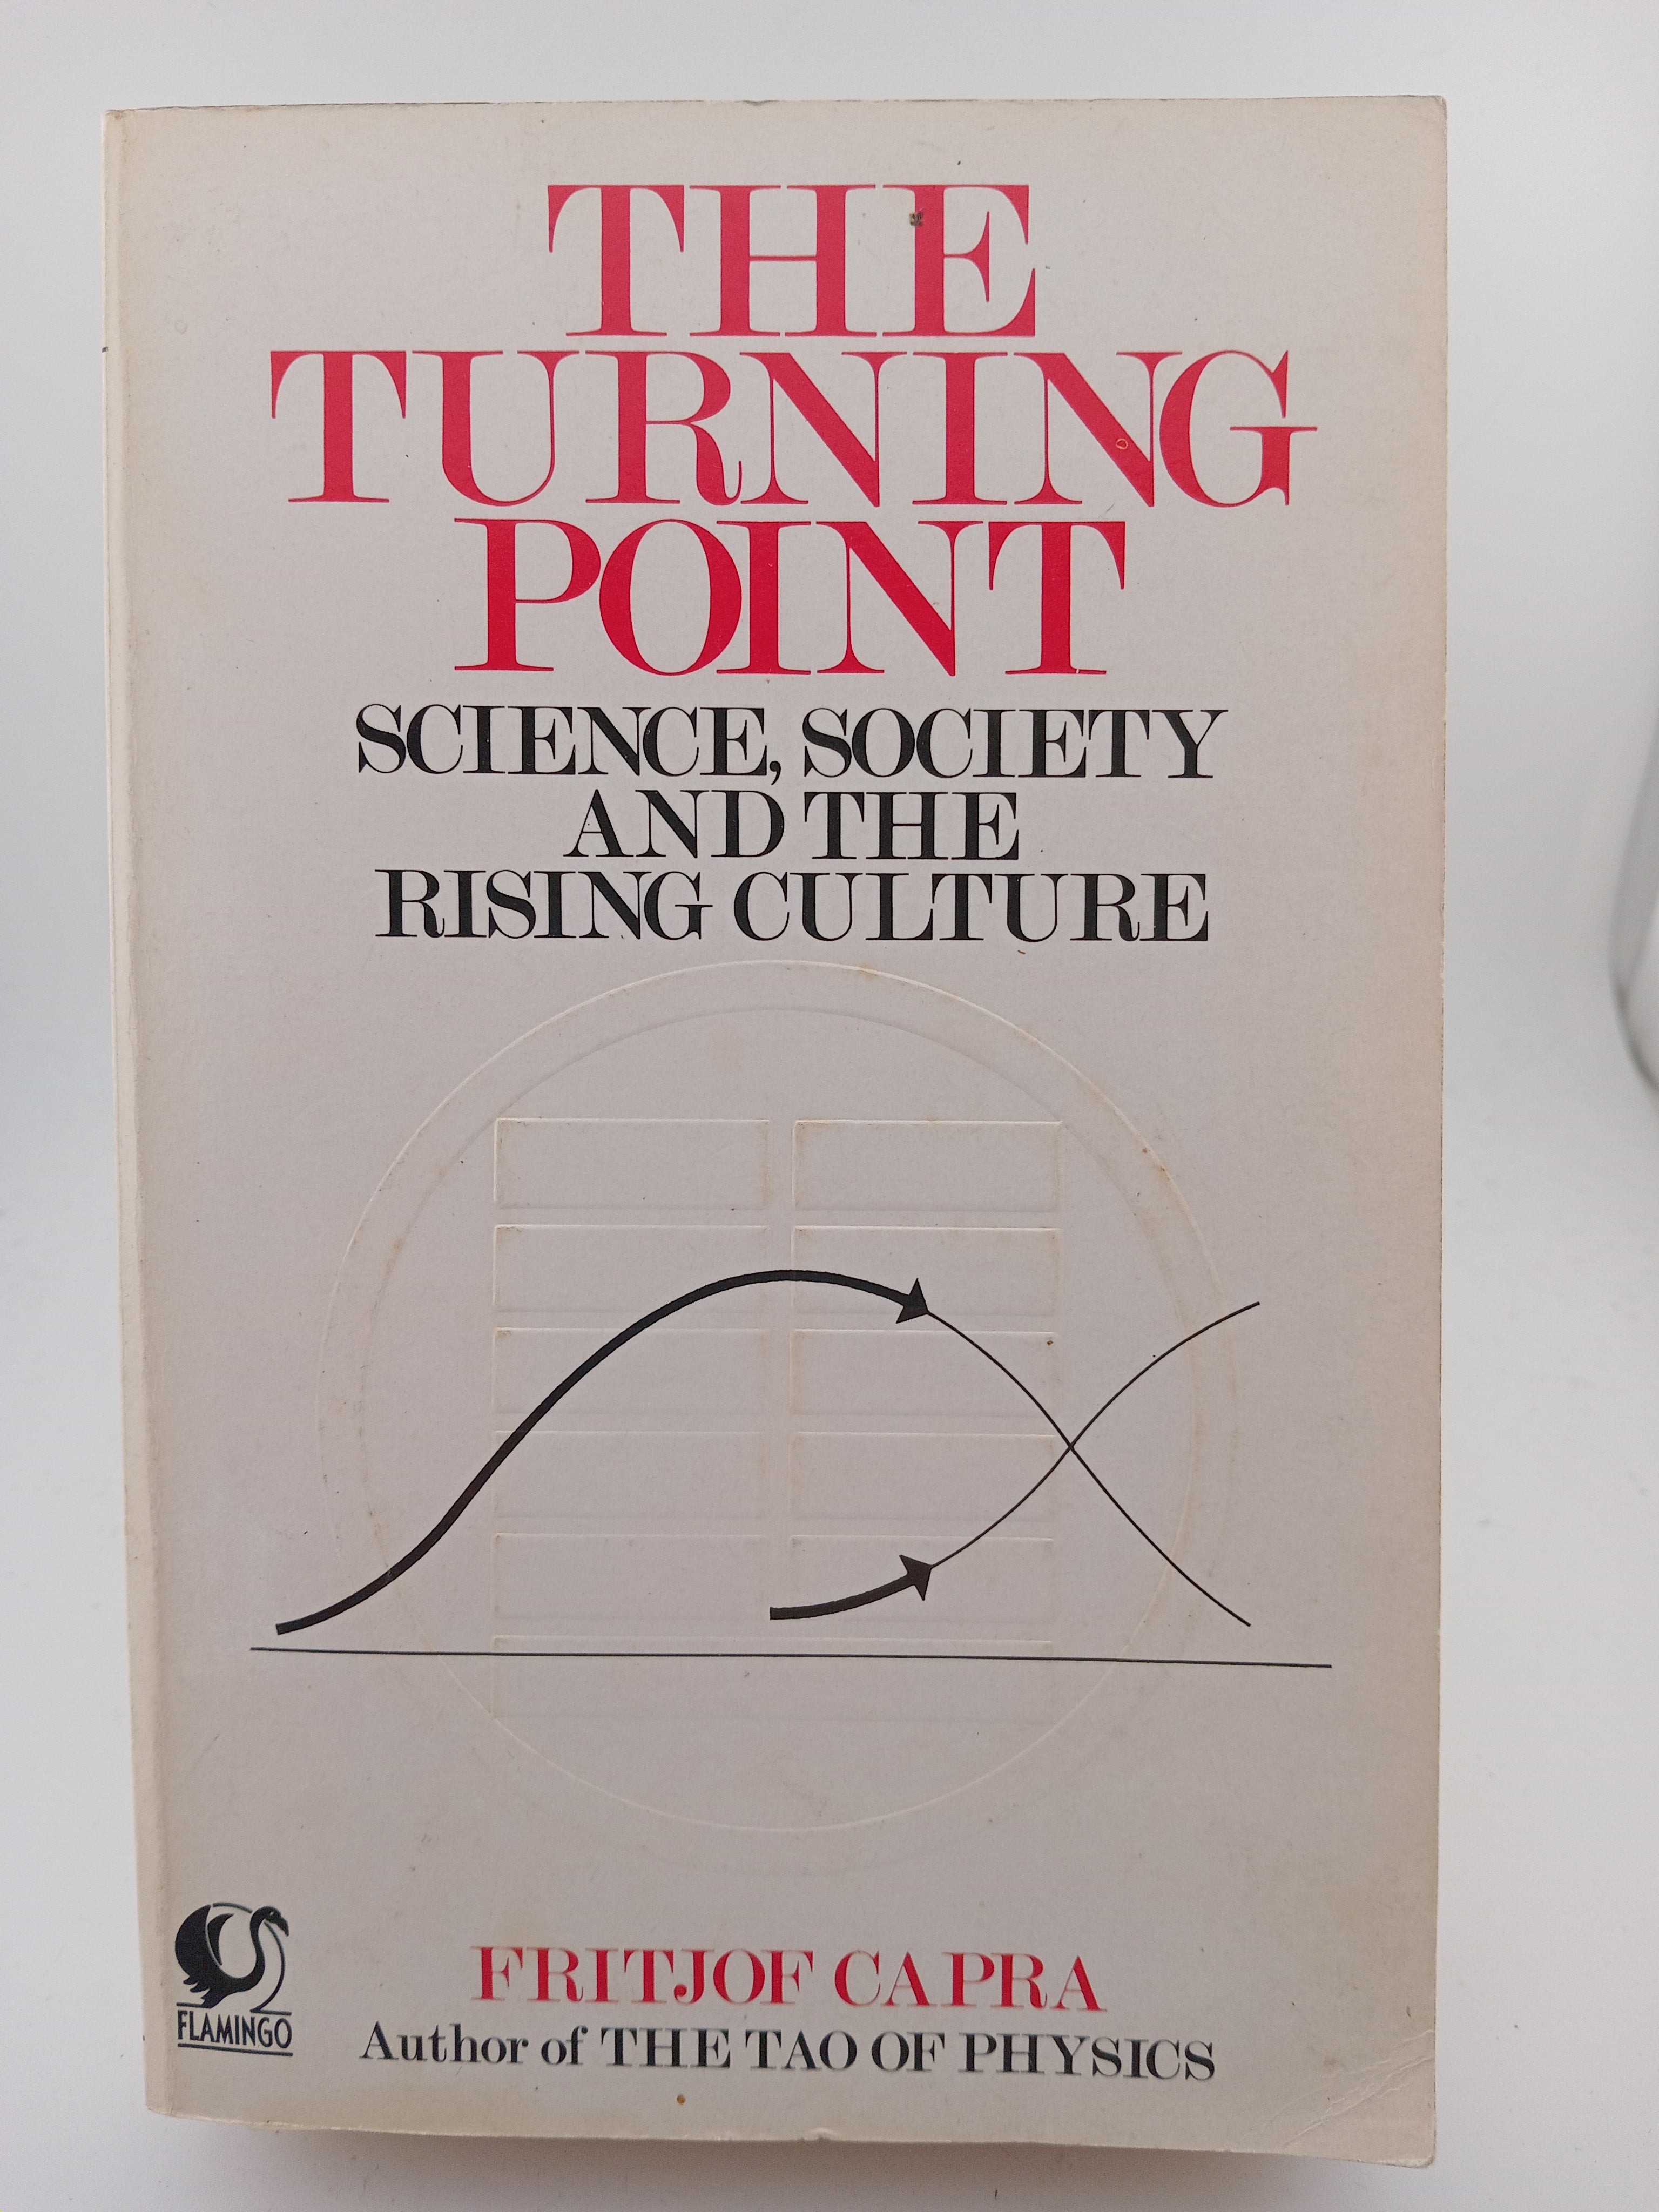 THE
TURNING
POINT
SCIENCE, SOCIETY
AND THE
RISING CULTURE
FRITJOF CAPRA
Author of THE TAO OF PHYSICS
FLAMINGO